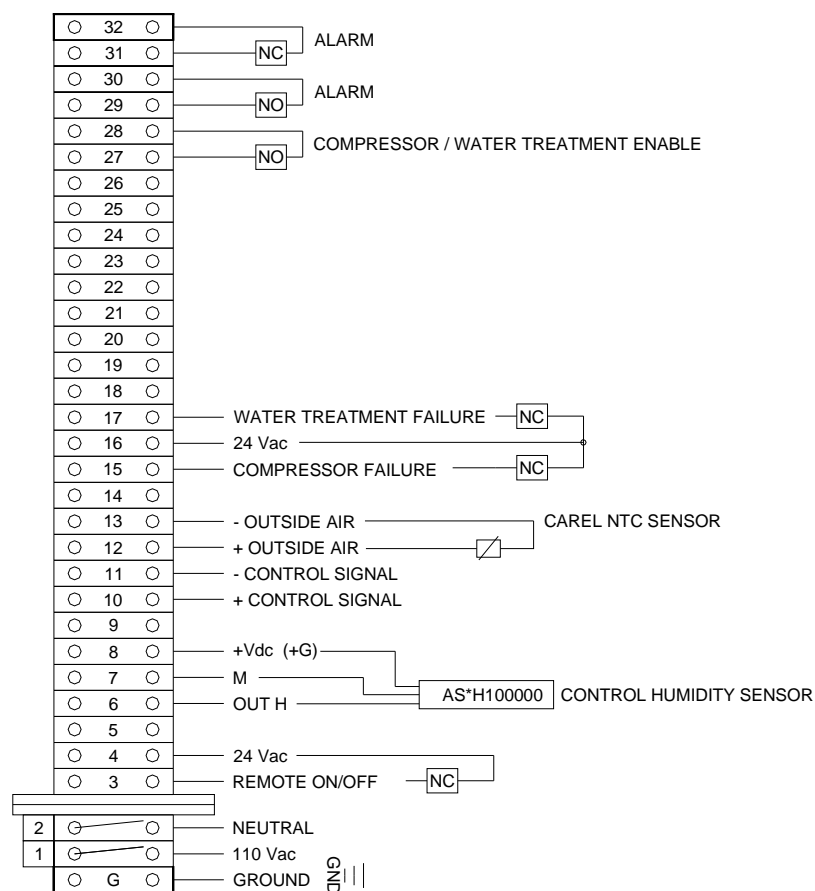 32
ALARM
31 NC
30
ALARM
29 NO
28
COMPRESSOR / WATER TREATMENT ENABLE
27 NO
26
25
24
23
22
21
20
19
18
17 WATER TREATMENT FAILURE NC
16 24 Vac
15 COMPRESSOR FAILURE NC
14
13 - OUTSIDE AIR CAREL NTC SENSOR
12 + OUTSIDE AIR
11 - CONTROL SIGNAL
10 + CONTROL SIGNAL
9
8 +Vdc (+G)
7 M
AS*H100000 CONTROL HUMIDITY SENSOR
6 OUT H
5
4 24 Vac
3 REMOTE ON/OFF NC
2 NEUTRAL
1 110 Vac
G GROUND GND